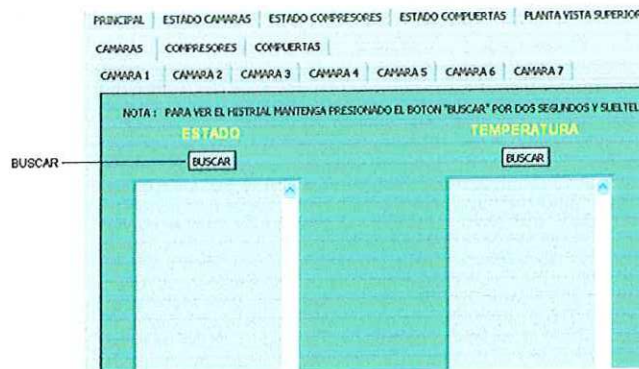 PRINCIPAL ESTADO CAMARAS ESTADO COMPRESORES ESTADO COMPUERTAS PLANTA VISTA SUPERIOR
CAMARAS COMPRESORES COMPUERTAS
CAMARA 1 CAMARA 2 CAMARA 3 CAMARA 4 CAMARA 5 CAMARA 6 CAMARA 7
NOTA : PARA VER EL HISTRIAL MANTENGA PRESIONADO EL BOTON "BUSCAR" POR DOS SEGUNDOS Y SUELTEL
ESTADO TEMPERATURA
BUSCAR BUSCAR BUSCAR